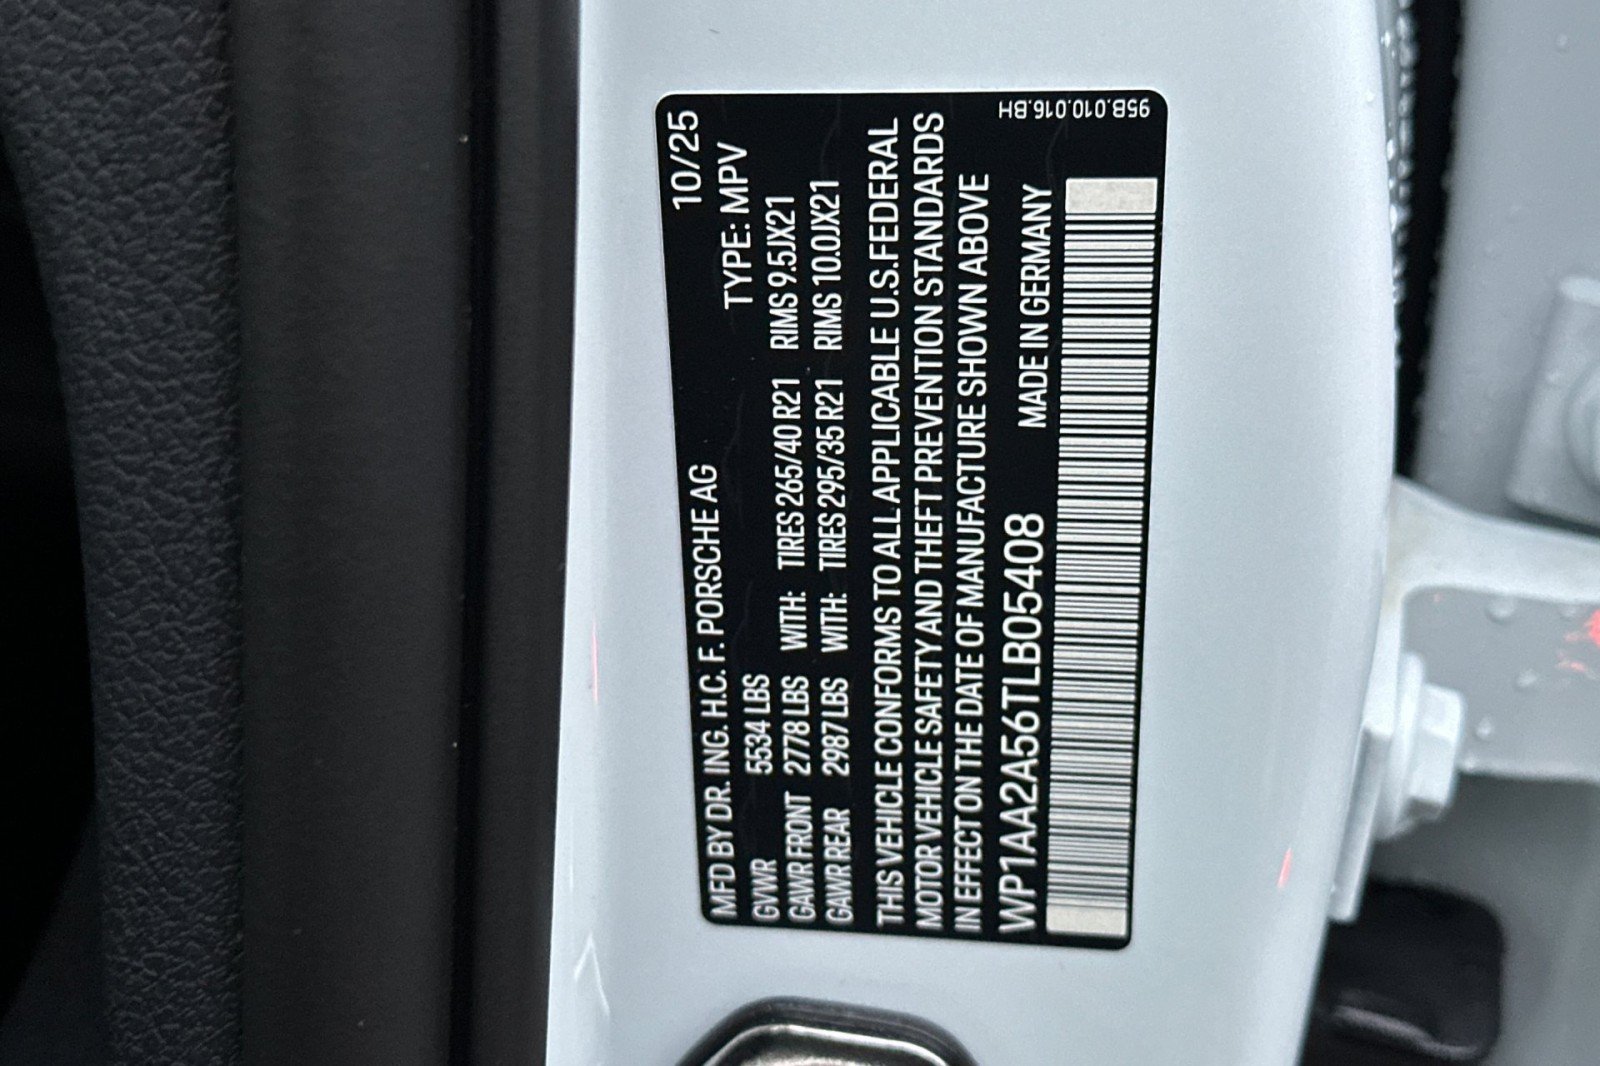 10/25
MFD BY DR. ING. H.C. F. PORSCHE AG
TYPE: MPV
GVWR 5534 LBS
GAWR FRONT 2778 LBS WITH: TIRES 265/40 R21 RIMS 9.5JX21
GAWR REAR 2987 LBS WITH: TIRES 295/35 R21 RIMS 10.0JX21
THIS VEHICLE CONFORMS TO ALL APPLICABLE U.S.FEDERAL
MOTOR VEHICLE SAFETY AND THEFT PREVENTION STANDARDS
IN EFFECT ON THE DATE OF MANUFACTURE SHOWN ABOVE
WP1AA2A56TLB05408 MADE IN GERMANY
95B.010.016.BH